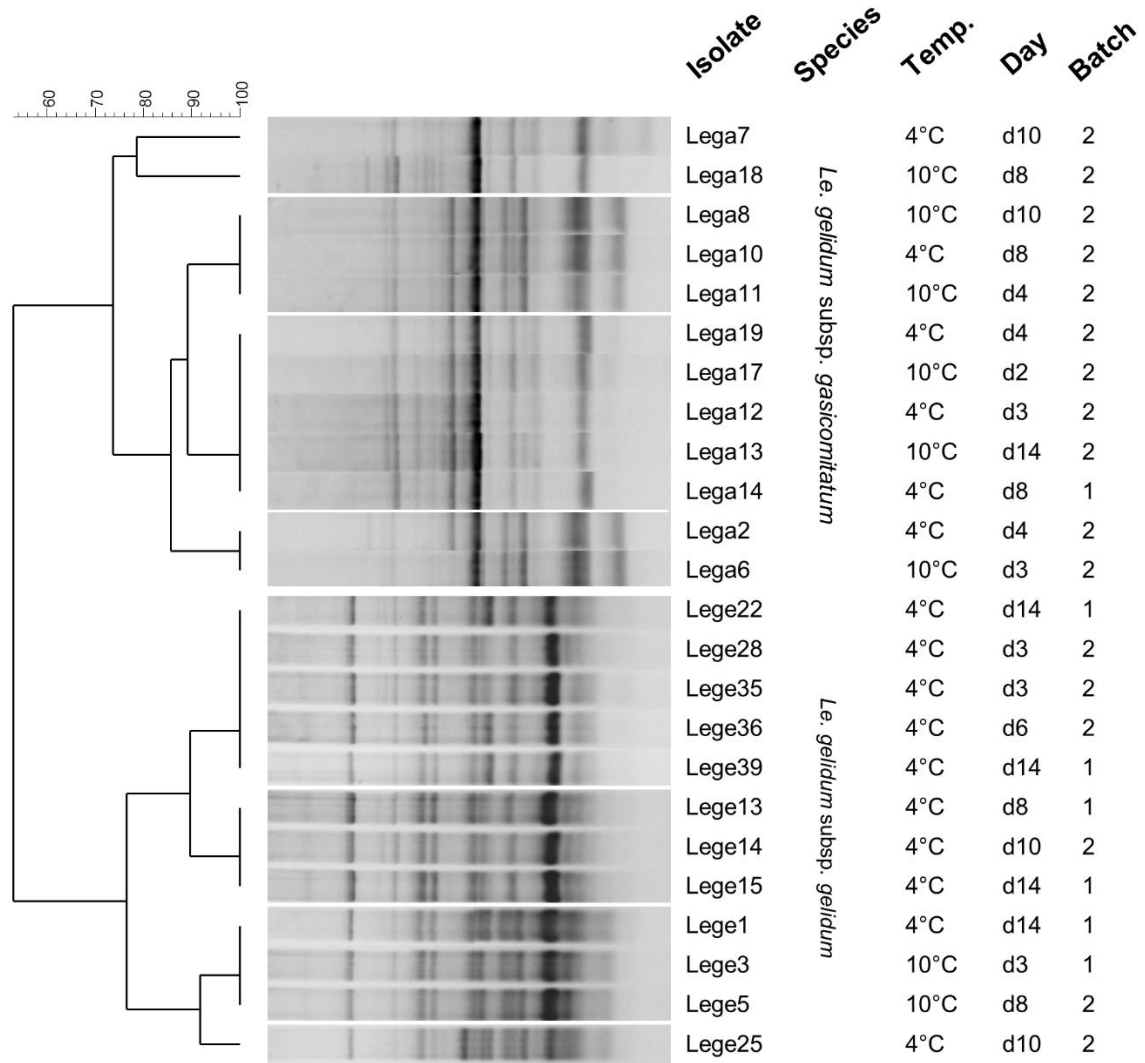 Isolate Species Temp. Day Batch
60 70 80 90 100
Lega7 4°C d10 2
Lega18 10°C d8 2
Lega8 10°C d10 2
Lega10 4°C d8 2
Lega11 10°C d4 2
Lega19 4°C d4 2
Lega17 10°C d2 2
Lega12 4°C d3 2
Lega13 10°C d14 2
Lega14 4°C d8 1
Lega2 4°C d4 2
Lega6 10°C d3 2
Le. gelidum subsp. gasicomitatum
Lege22 4°C d14 1
Lege28 4°C d3 2
Lege35 4°C d3 2
Lege36 4°C d6 2
Lege39 4°C d14 1
Lege13 4°C d8 1
Lege14 4°C d10 2
Lege15 4°C d14 1
Lege1 4°C d14 1
Lege3 10°C d3 1
Lege5 10°C d8 2
Lege25 4°C d10 2
Le. gelidum subsp. gelidum